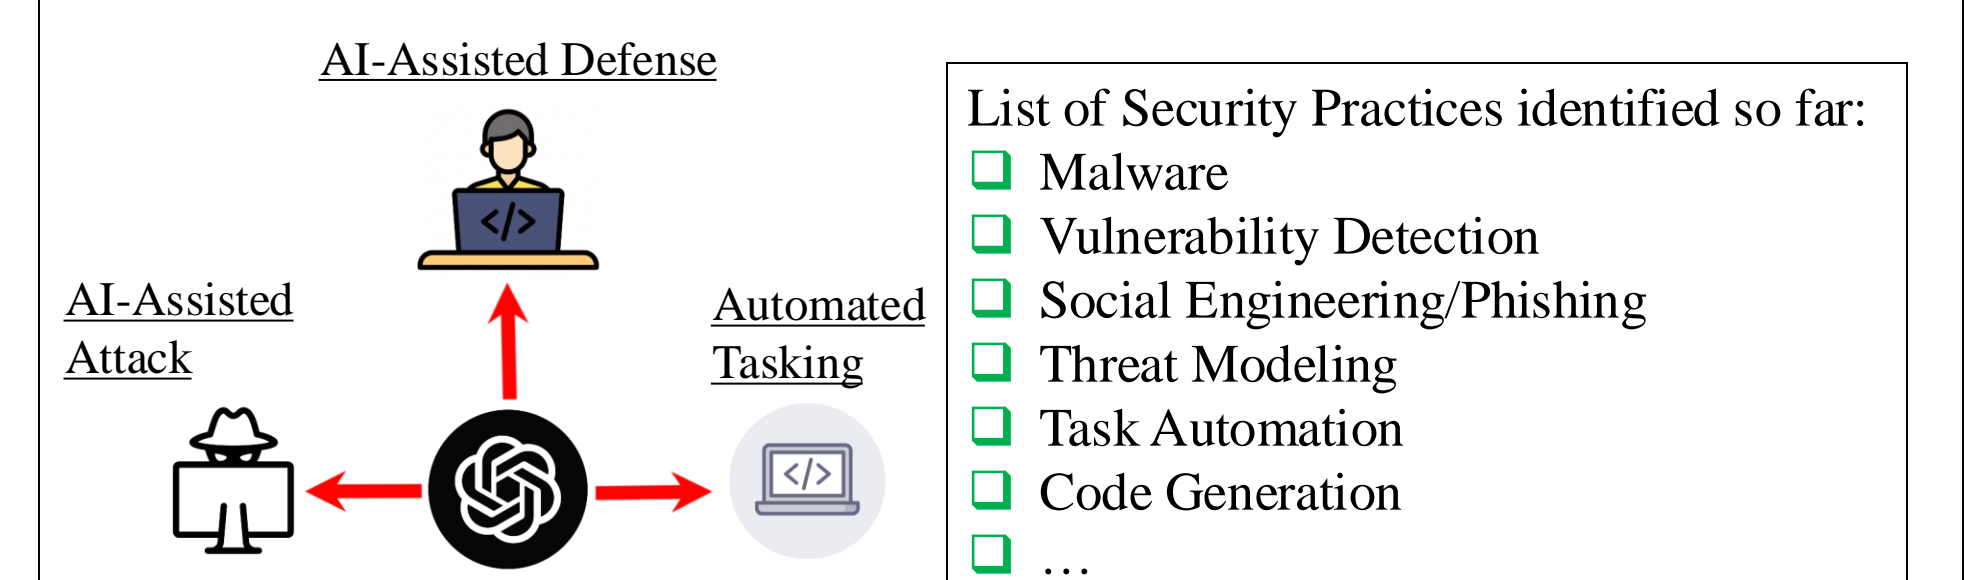 AI-Assisted Defense
</>
AI-Assisted
Attack
Automated
Tasking
</>
List of Security Practices identified so far:
Malware
Vulnerability Detection
Social Engineering/Phishing
Threat Modeling
Task Automation
Code Generation
…